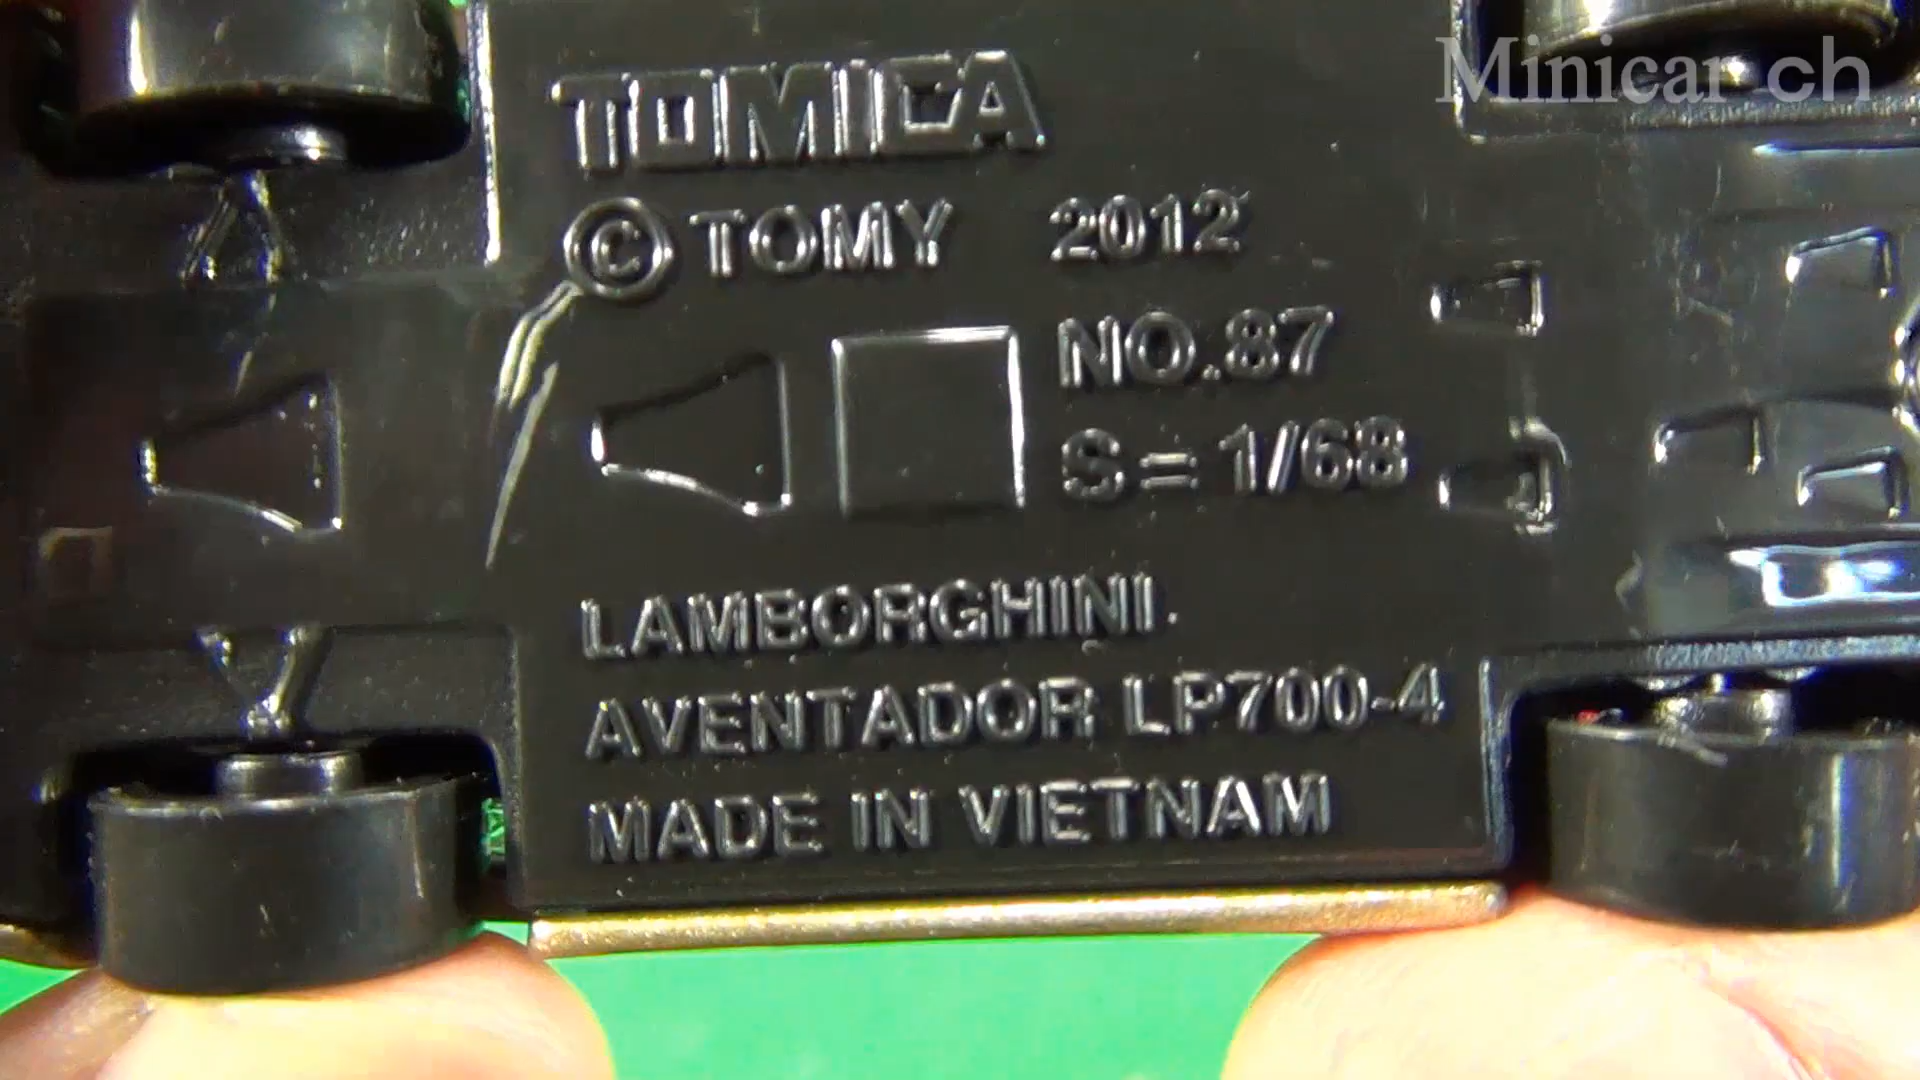 Minicar ch
TOMICA
© TOMY 2012
NO.87
S=1/68
LAMBORGHINI.
AVENTADOR LP700-4
MADE IN VIETNAM